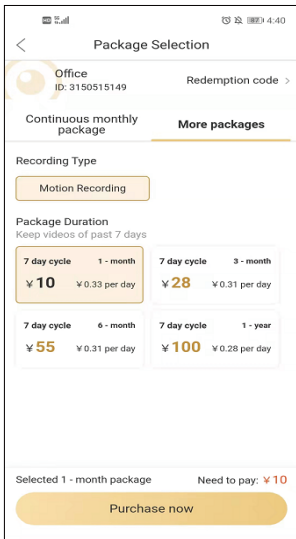 4:40
Package Selection
Office
ID: 3150515149
Redemption code >
Continuous monthly
package
More packages
Recording Type
Motion Recording
Package Duration
Keep videos of past 7 days
7 day cycle 1 - month
¥ 10 ¥ 0.33 per day
7 day cycle 3 - month
¥ 28 ¥ 0.31 per day
7 day cycle 6 - month
¥ 55 ¥ 0.31 per day
7 day cycle 1 - year
¥ 100 ¥ 0.28 per day
Selected 1 - month package Need to pay: ¥ 10
Purchase now